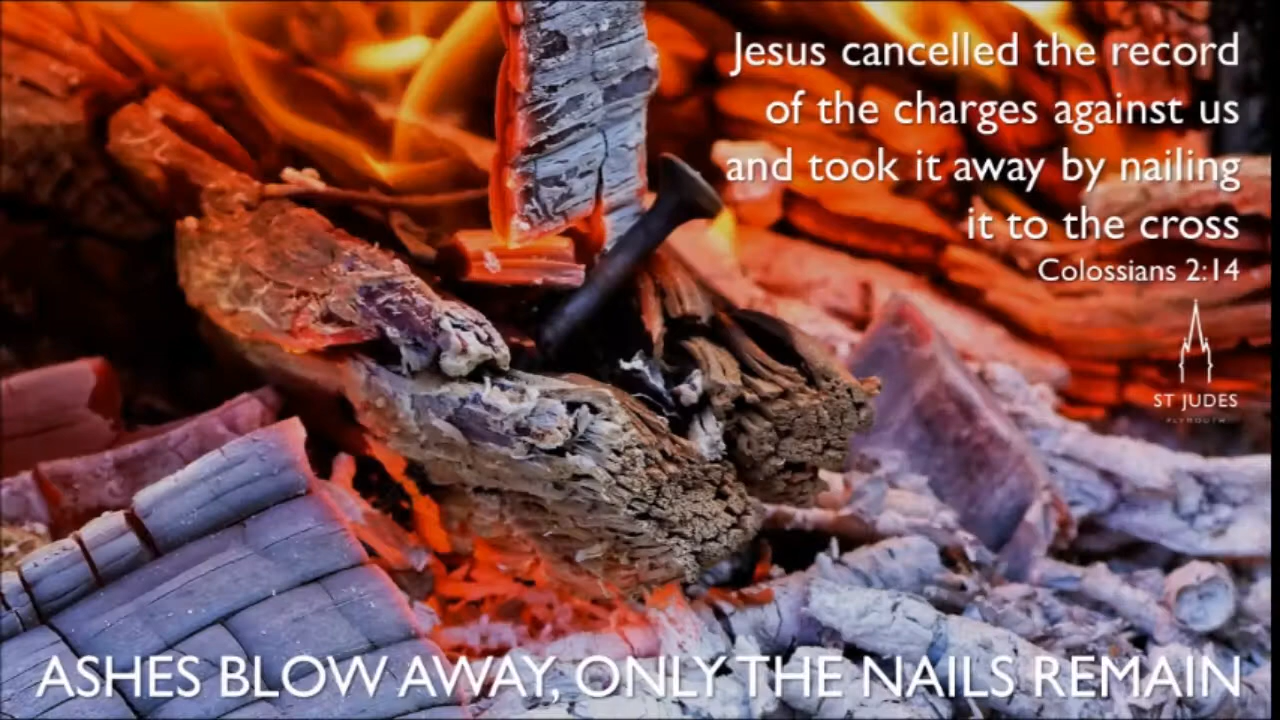 Jesus cancelled the record
of the charges against us
and took it away by nailing
it to the cross
Colossians 2:14
ST JUDES
PLYMOUTH
ASHES BLOW AWAY, ONLY THE NAILS REMAIN